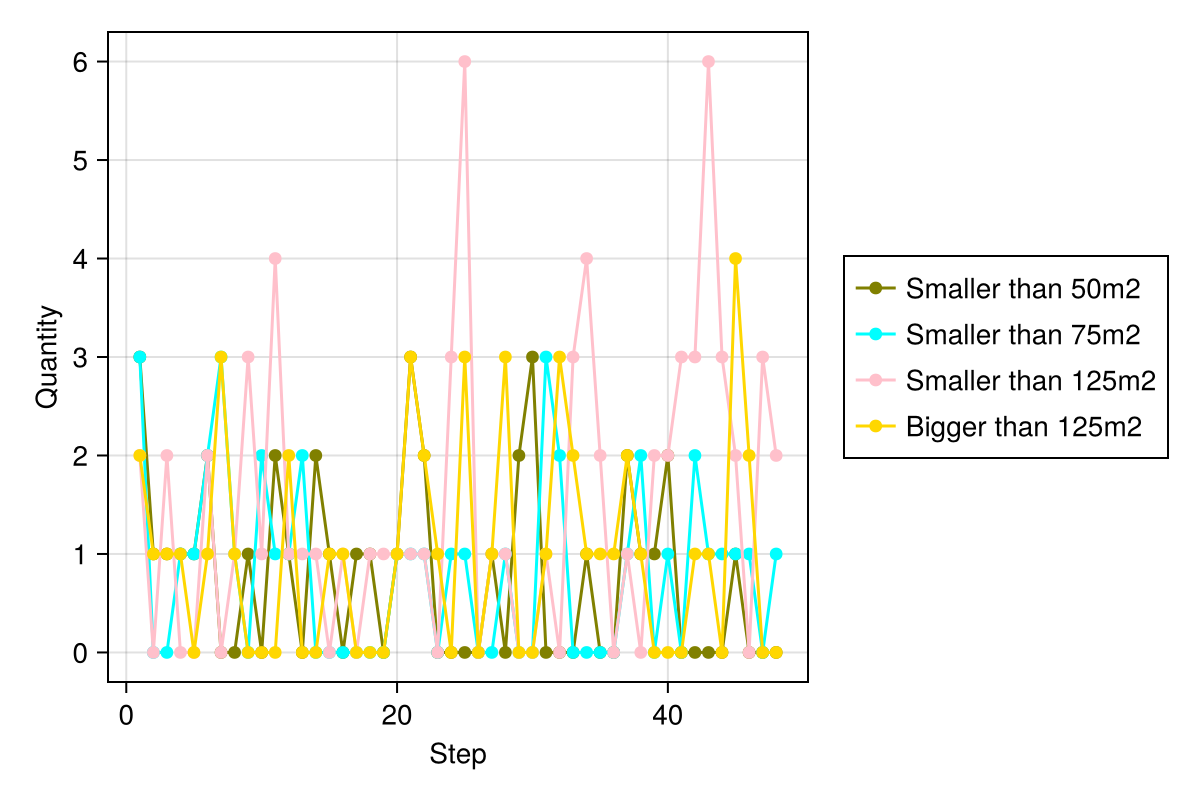 6
5
4
3
2
1
0
Quantity
0 20 40
Step
Smaller than 50m2
Smaller than 75m2
Smaller than 125m2
Bigger than 125m2